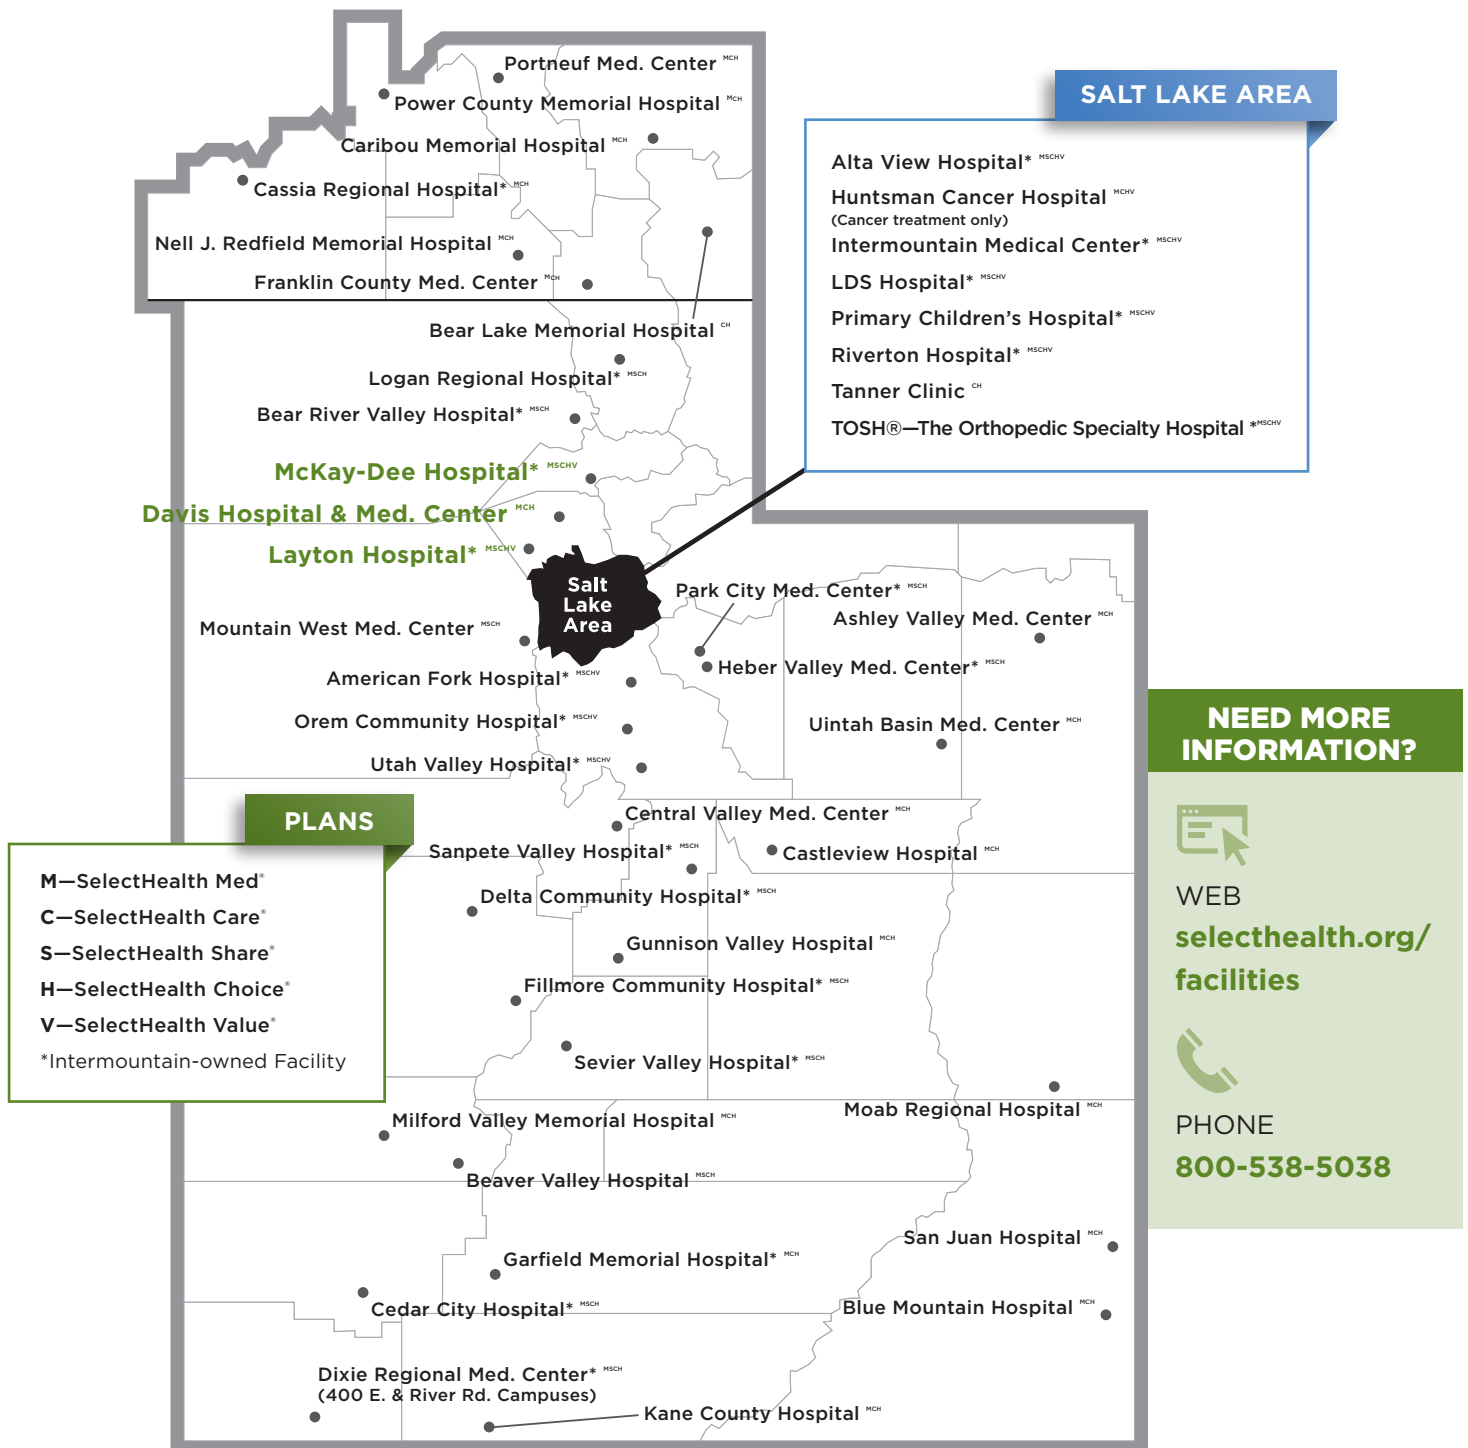 Portneuf Med. Center MCH
Power County Memorial Hospital MCH
Caribou Memorial Hospital MCH
Cassia Regional Hospital* MCH
Nell J. Redfield Memorial Hospital MCH
Franklin County Med. Center MCH
Bear Lake Memorial Hospital CH
Logan Regional Hospital* MSCH
Bear River Valley Hospital* MSCH
McKay-Dee Hospital* MSCHV
Davis Hospital & Med. Center MCH
Layton Hospital* MSCHV
Salt
Lake
Area
SALT LAKE AREA
Alta View Hospital* MSCHV
Huntsman Cancer Hospital MCHV
(Cancer treatment only)
Intermountain Medical Center* MSCHV
LDS Hospital* MSCHV
Primary Children's Hospital* MSCHV
Riverton Hospital* MSCHV
Tanner Clinic CH
TOSH®—The Orthopedic Specialty Hospital *MSCHV
Park City Med. Center* MSCH
Ashley Valley Med. Center MCH
Mountain West Med. Center MSCH
Heber Valley Med. Center* MSCH
American Fork Hospital* MSCHV
Orem Community Hospital* MSCHV
Uintah Basin Med. Center MCH
Utah Valley Hospital* MSCHV
Central Valley Med. Center MCH
Sanpete Valley Hospital* MSCH
Castleview Hospital MCH
Delta Community Hospital* MSCH
Gunnison Valley Hospital MCH
Fillmore Community Hospital* MSCH
Sevier Valley Hospital* MSCH
Moab Regional Hospital MCH
Milford Valley Memorial Hospital MCH
Beaver Valley Hospital MSCH
San Juan Hospital MCH
Garfield Memorial Hospital* MCH
Cedar City Hospital* MSCH
Blue Mountain Hospital MCH
Dixie Regional Med. Center* MSCH
(400 E. & River Rd. Campuses)
Kane County Hospital MCH
PLANS
M—SelectHealth Med®
C—SelectHealth Care®
S—SelectHealth Share®
H—SelectHealth Choice®
V—SelectHealth Value®
*Intermountain-owned Facility
NEED MORE
INFORMATION?
WEB
selecthealth.org/
facilities
PHONE
800-538-5038